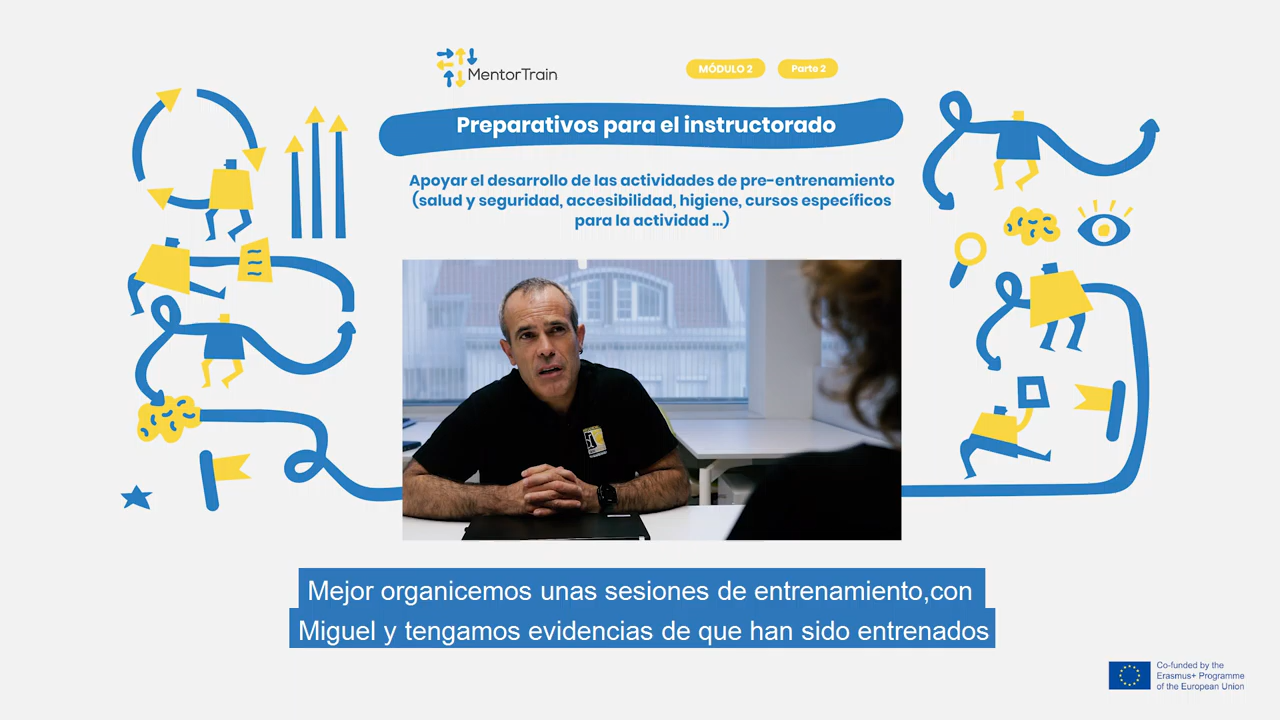 MentorTrain
MÓDULO 2
Parte 2
Preparativos para el instructorado
Apoyar el desarrollo de las actividades de pre-entrenamiento
(salud y seguridad, accesibilidad, higiene, cursos específicos
para la actividad ...)
Mejor organicemos unas sesiones de entrenamiento,con
Miguel y tengamos evidencias de que han sido entrenados
Co-funded by the
Erasmus+ Programme
of the European Union